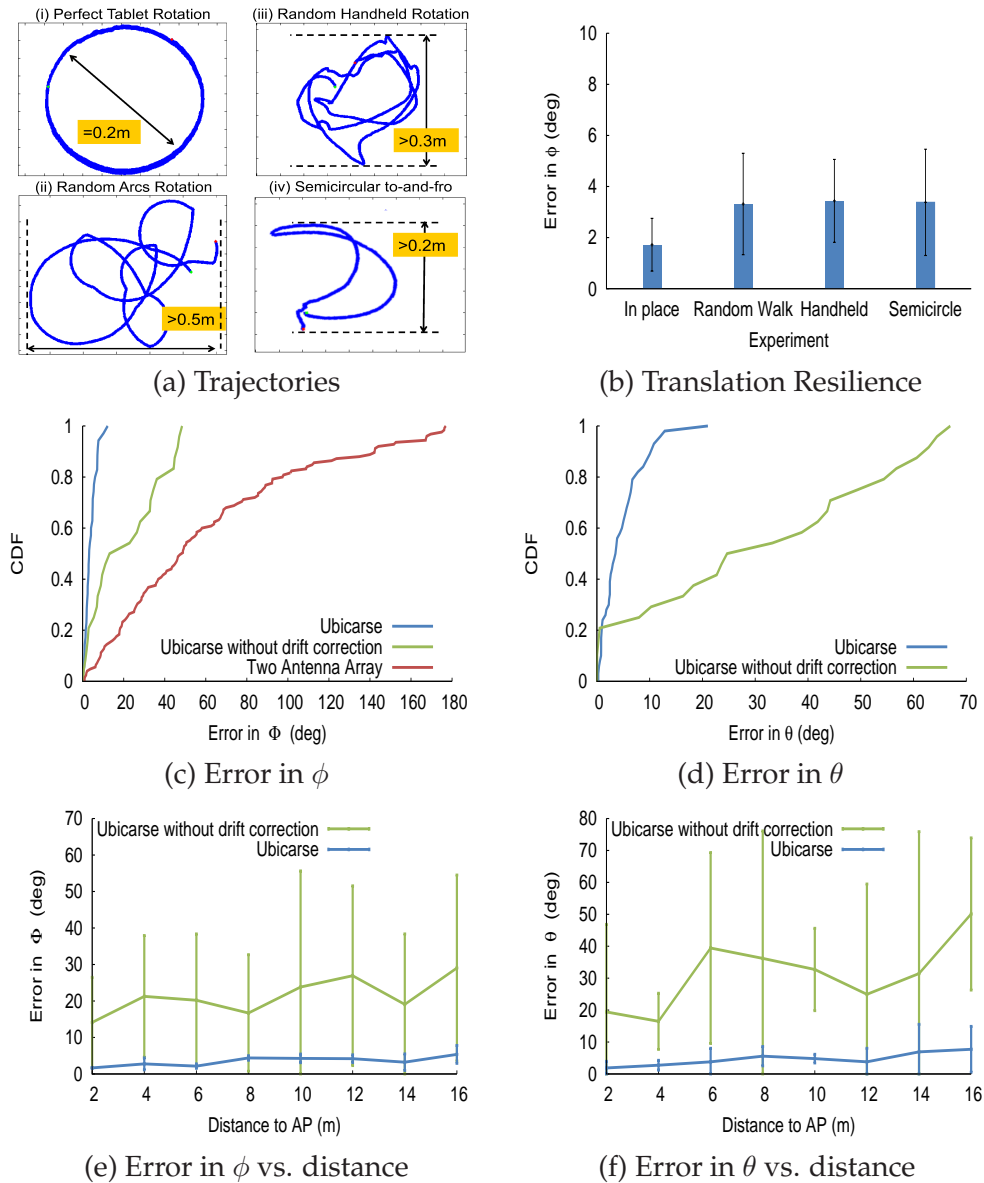 (i) Perfect Tablet Rotation
=0.2m
(iii) Random Handheld Rotation
>0.3m
(ii) Random Arcs Rotation
>0.5m
(iv) Semicircular to-and-fro
>0.2m
(a) Trajectories
10
8
6
4
2
0
Error in ϕ (deg)
In place Random Walk Handheld Semicircle
Experiment
(b) Translation Resilience
1
0.8
0.6
0.4
0.2
0
CDF
Ubicarse
Ubicarse without drift correction
Two Antenna Array
0 20 40 60 80 100 120 140 160 180
Error in Φ (deg)
(c) Error in ϕ
1
0.8
0.6
0.4
0.2
0
CDF
Ubicarse
Ubicarse without drift correction
0 10 20 30 40 50 60 70
Error in θ (deg)
(d) Error in θ
70
60
50
40
30
20
10
0
Error in Φ (deg)
Ubicarse without drift correction
Ubicarse
2 4 6 8 10 12 14 16
Distance to AP (m)
(e) Error in ϕ vs. distance
80
70
60
50
40
30
20
10
0
Error in θ (deg)
Ubicarse without drift correction
Ubicarse
2 4 6 8 10 12 14 16
Distance to AP (m)
(f) Error in θ vs. distance